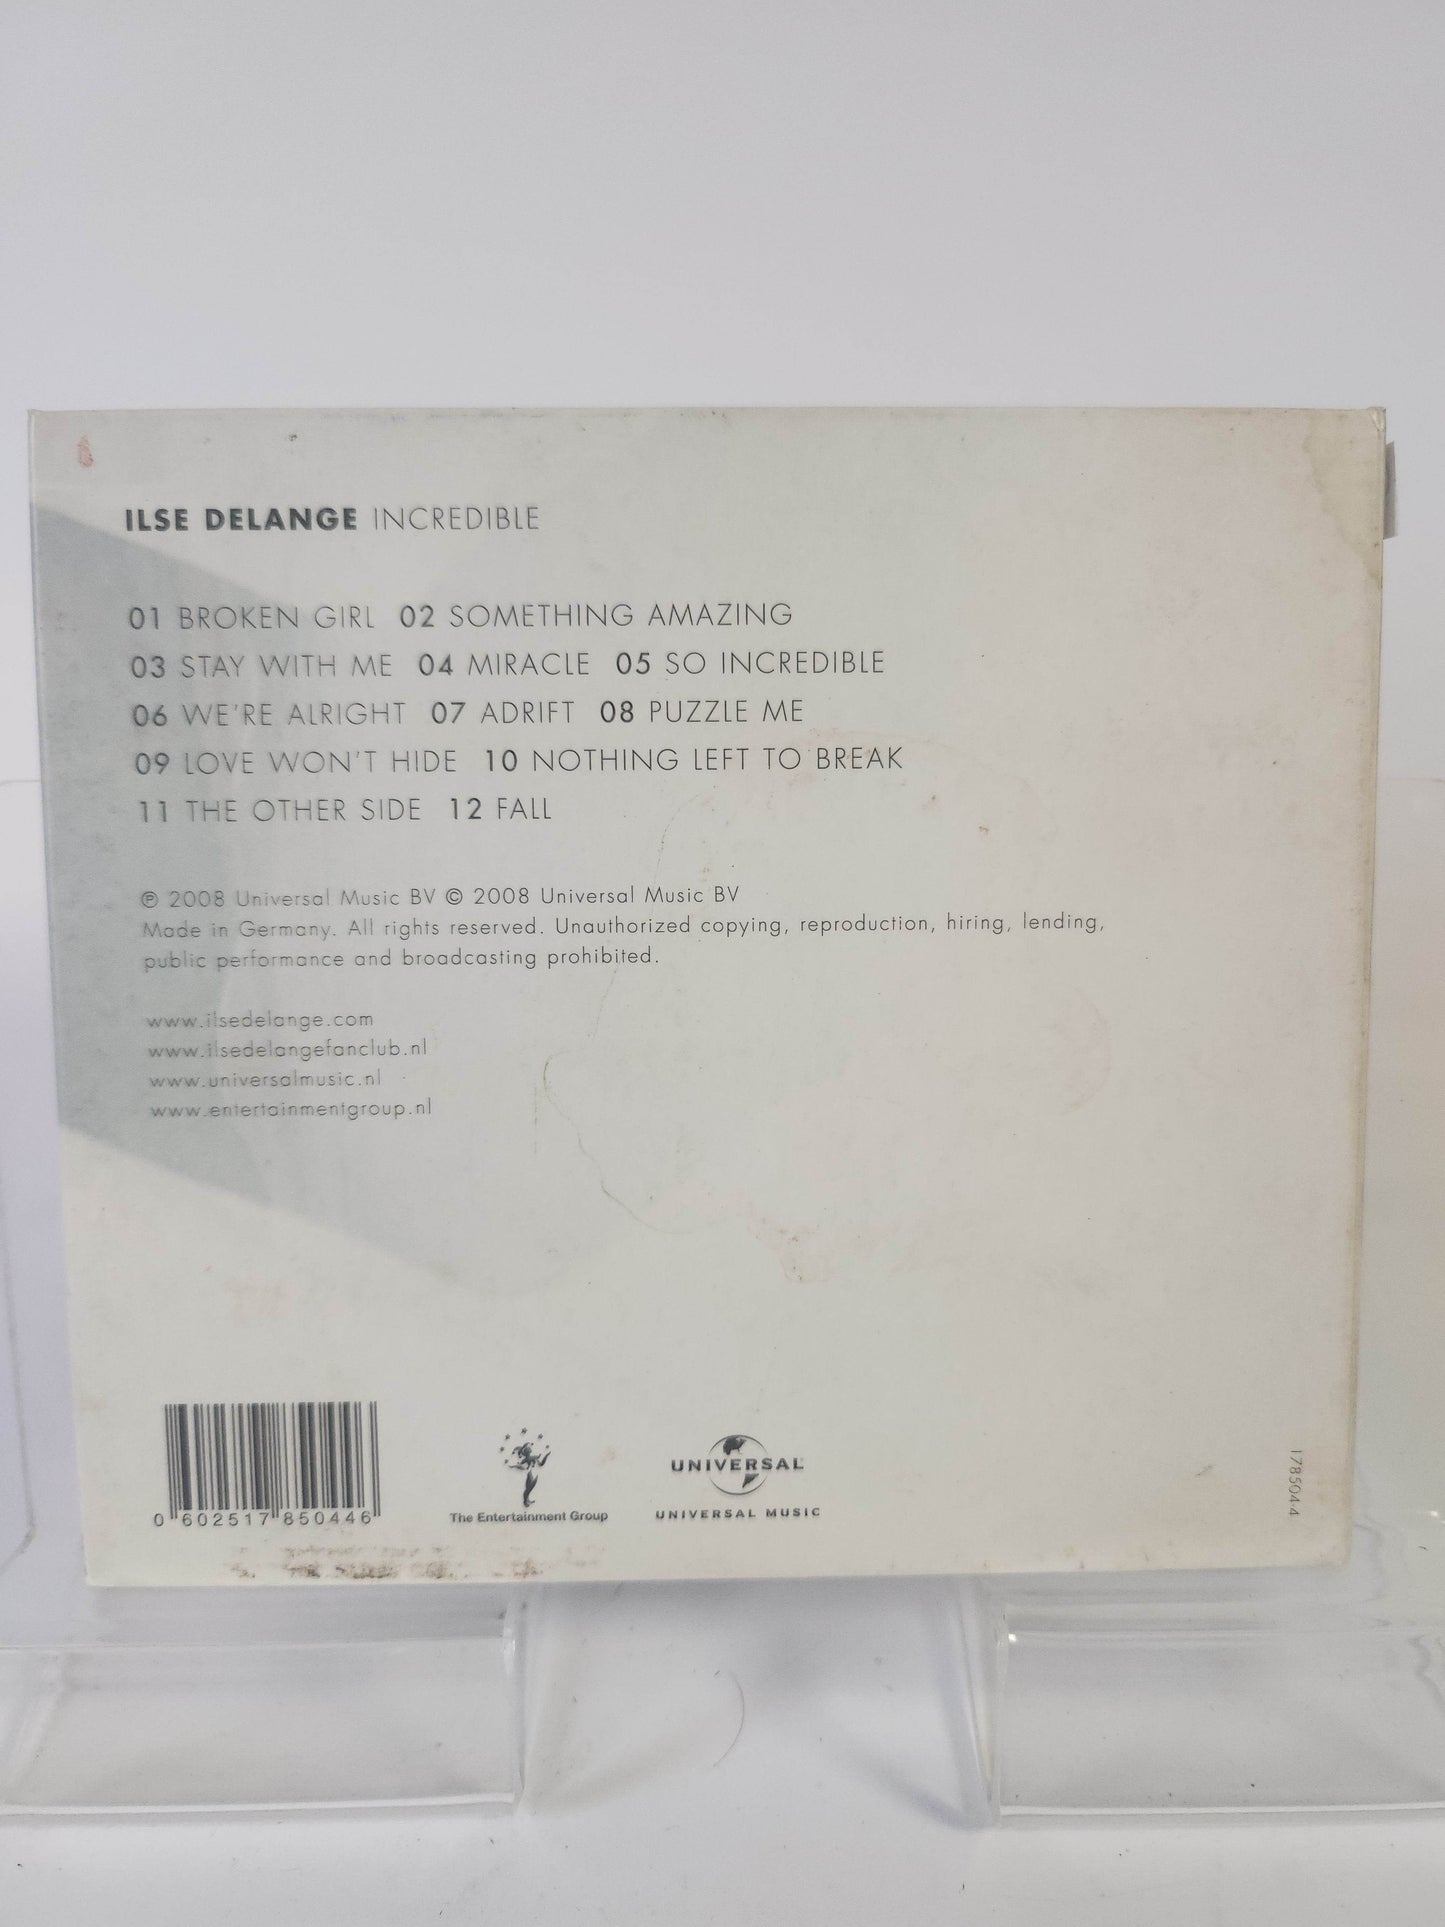 ILSE DELANGE INCREDIBLE
01 BROKEN GIRL 02 SOMETHING AMAZING
03 STAY WITH ME 04 MIRACLE 05 SO INCREDIBLE
06 WE'RE ALRIGHT 07 ADRIFT 08 PUZZLE ME
09 LOVE WON'T HIDE 10 NOTHING LEFT TO BREAK
11 THE OTHER SIDE 12 FALL
℗ 2008 Universal Music BV © 2008 Universal Music BV
Made in Germany. All rights reserved. Unauthorized copying, reproduction, hiring, lending,
public performance and broadcasting prohibited.
www.ilsedelange.com
www.ilsedelangefanclub.nl
www.universalmusic.nl
www.entertainmentgroup.nl
0 602517 850446
The Entertainment Group
UNIVERSAL
UNIVERSAL MUSIC
1785044